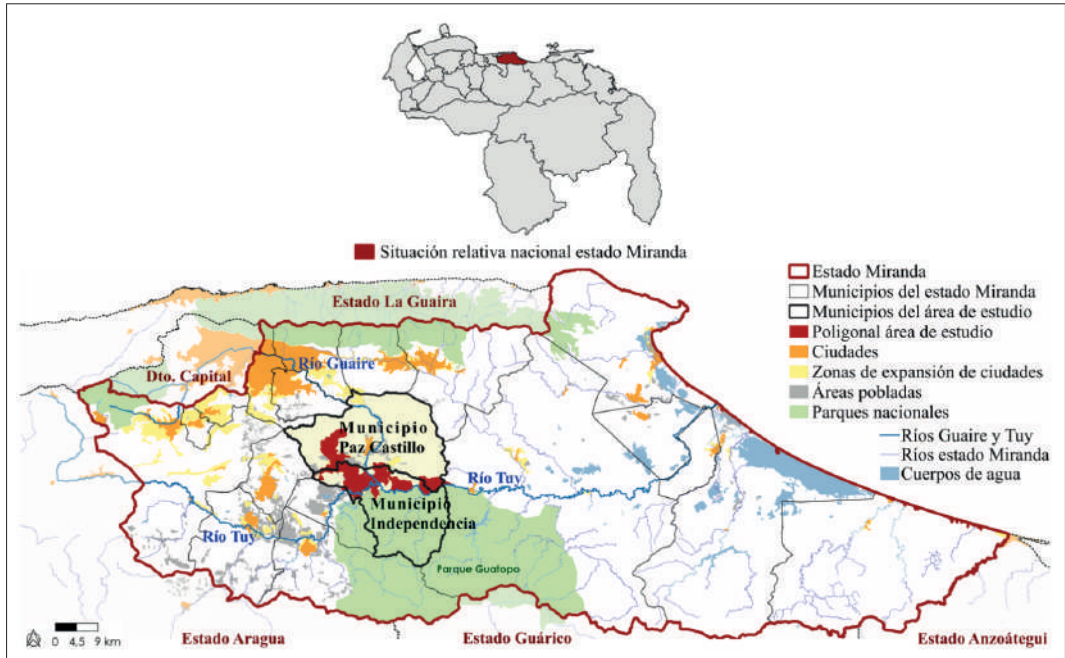 Situación relativa nacional estado Miranda
Estado Miranda
Municipios del estado Miranda
Municipios del área de estudio
Poligonal área de estudio
Ciudades
Zonas de expansión de ciudades
Áreas pobladas
Parques nacionales
Ríos Guaire y Tuy
Ríos estado Miranda
Cuerpos de agua
Estado La Guaira
Río Guaire
Dto. Capital
Municipio
Paz Castillo
Río Tuy
Municipio
Independencia
Río Tuy
Parque Guatopo
0 4,5 9 km
Estado Aragua
Estado Guárico
Estado Anzoátegui